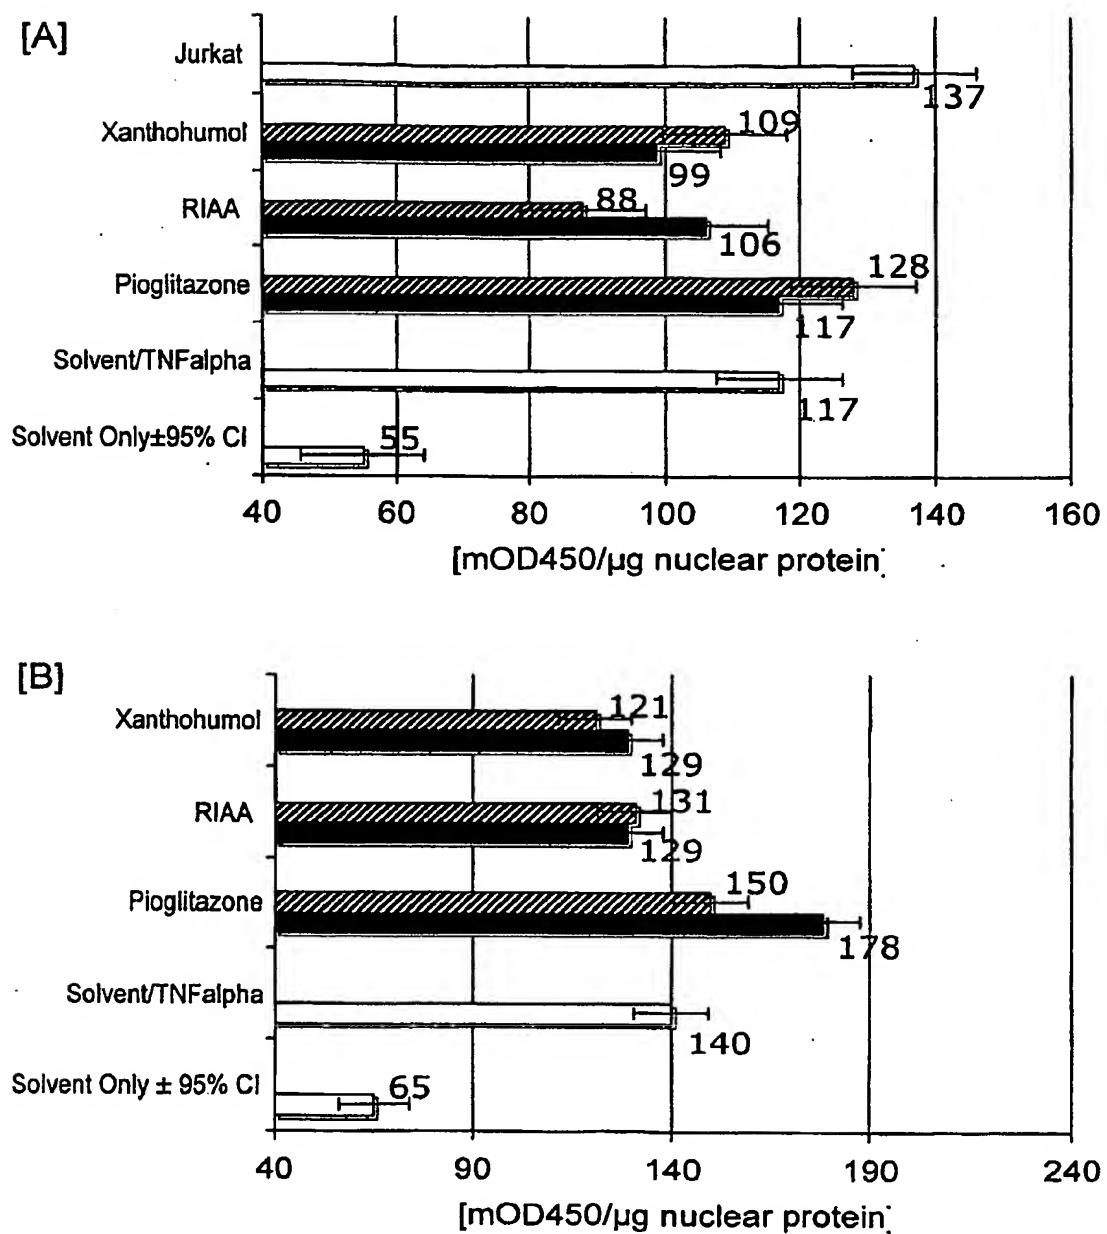 [A]
Jurkat
137
Xanthohumol
109
99
RIAA
88
106
Pioglitazone
128
117
Solvent/TNFalpha
117
Solvent Only±95% CI
55
40 60 80 100 120 140 160
[mOD450/µg nuclear protein]
[B]
Xanthohumol
121
129
RIAA
131
129
Pioglitazone
150
178
Solvent/TNFalpha
140
Solvent Only ± 95% CI
65
40 90 140 190 240
[mOD450/µg nuclear protein]